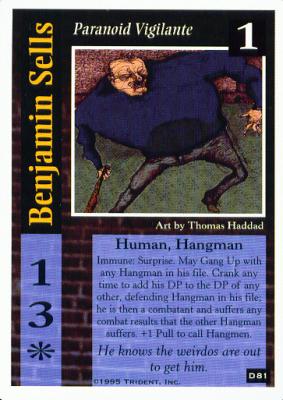 Benjamin Sells
Paranoid Vigilante
1
Art by Thomas Haddad
1
3
*
Human, Hangman
Immune: Surprise. May Gang Up with
any Hangman in his file. Crank any
time to add his DP to the DP of any
other, defending Hangman in his file;
he is then a combatant and suffers any
combat results that the other Hangman
suffers. +1 Pull to call Hangmen.
He knows the weirdos are out
to get him.
©1995 TRIDENT, INC.
D81